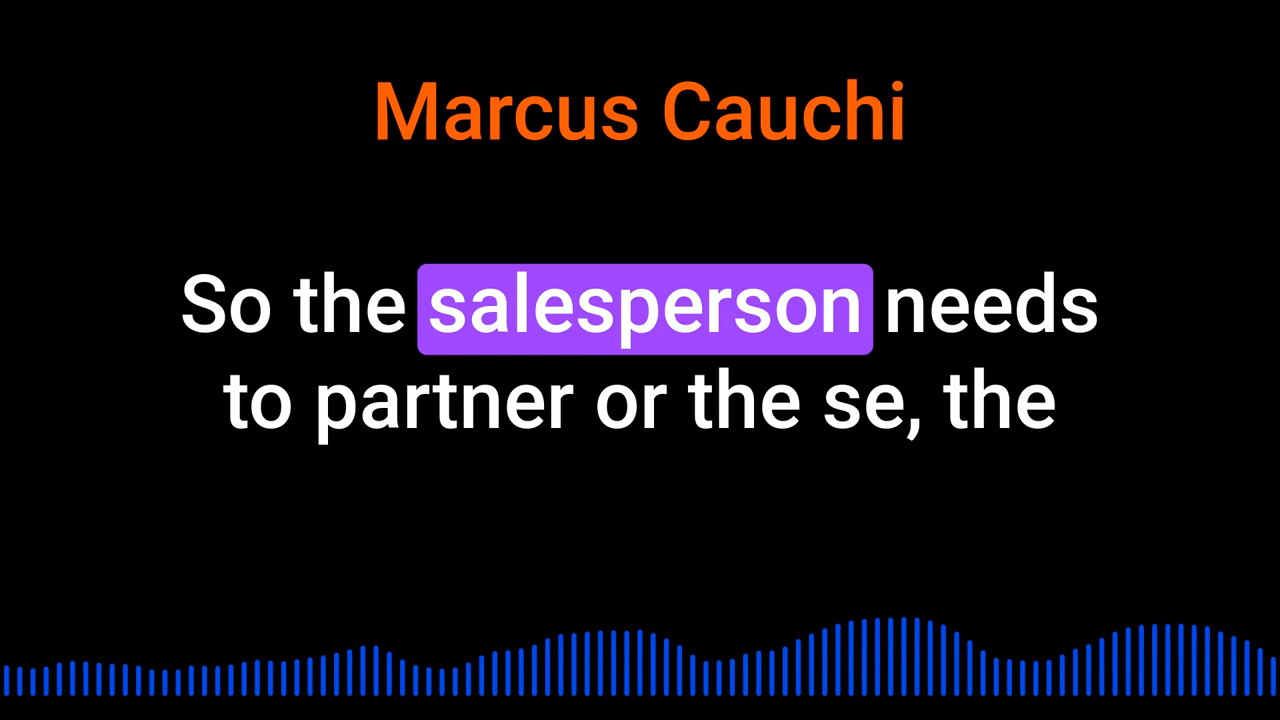 Marcus Cauchi
So the salesperson needs
to partner or the se, the